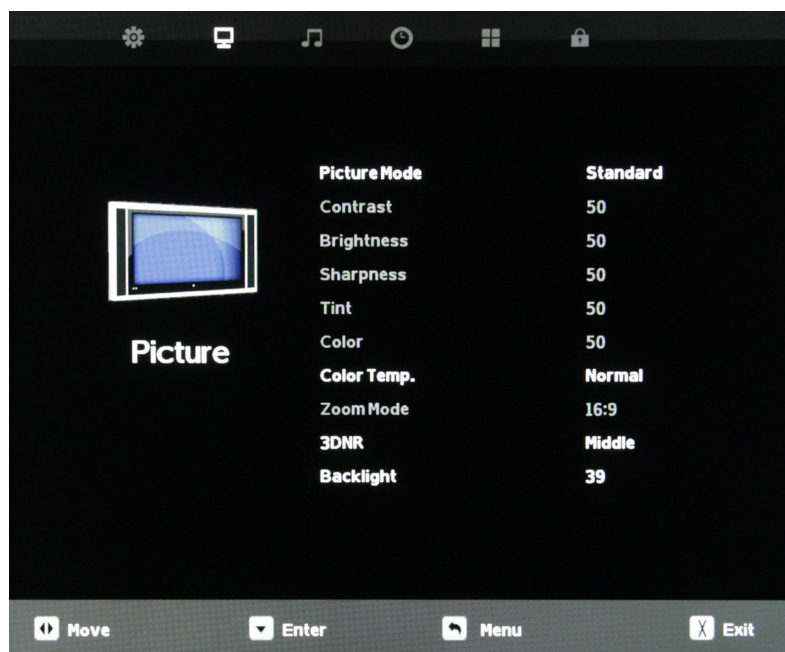 Picture Mode Standard
Contrast 50
Brightness 50
Sharpness 50
Tint 50
Picture
Color 50
Color Temp. Normal
Zoom Mode 16:9
3DNR Middle
Backlight 39
Move Enter Menu X Exit